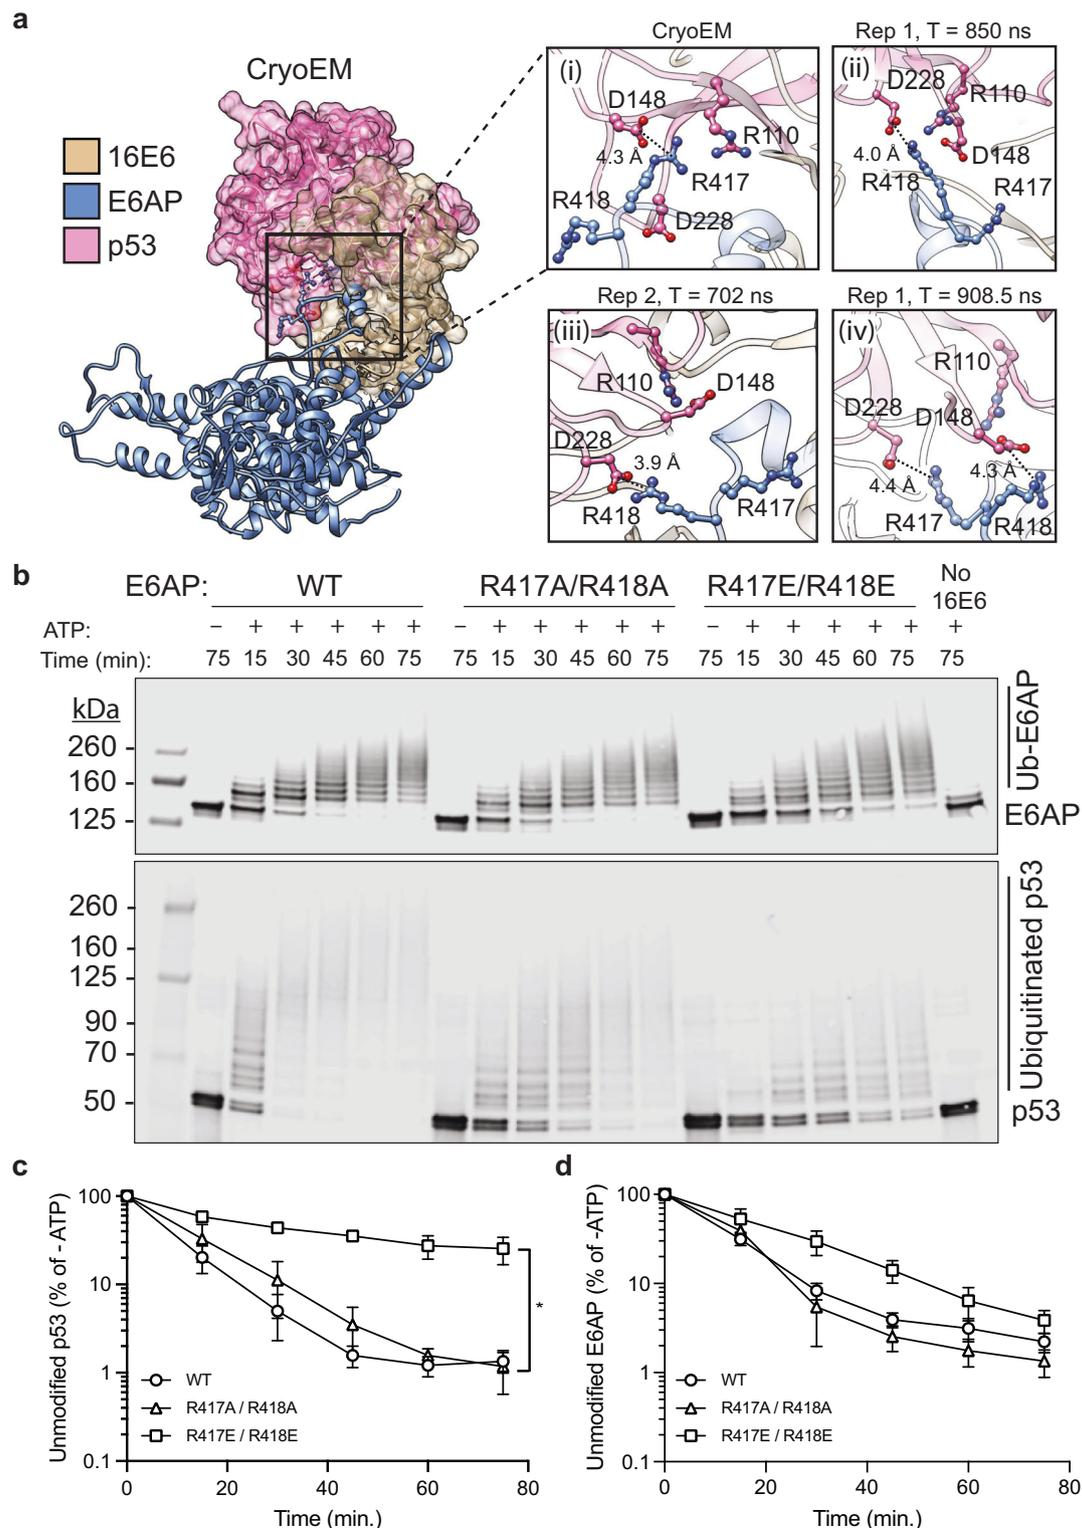 a
CryoEM
16E6
E6AP
p53
CryoEM
(i)
D148
R110
4.3 Å
R417
R418
D228
Rep 1, T = 850 ns
(ii)
D228
R110
4.0 Å
D148
R418
R417
Rep 2, T = 702 ns
(iii)
R110
D148
D228
3.9 Å
R418
R417
Rep 1, T = 908.5 ns
(iv)
R110
D228
D148
4.3 Å
4.4 Å
R417
R418
b
E6AP: WT R417A/R418A R417E/R418E No 16E6
ATP: − + + + + + − + + + + + − + + + + + +
Time (min): 75 15 30 45 60 75 75 15 30 45 60 75 75 15 30 45 60 75 75
kDa
260
160
125
Ub-E6AP
E6AP
260
160
125
90
70
50
Ubiquitinated p53
p53
c
Unmodified p53 (% of - ATP)
100
10
1
0.1
*
WT
R417A / R418A
R417E / R418E
0 20 40 60 80
Time (min.)
d
Unmodified E6AP (% of -ATP)
100
10
1
0.1
WT
R417A / R418A
R417E / R418E
0 20 40 60 80
Time (min.)